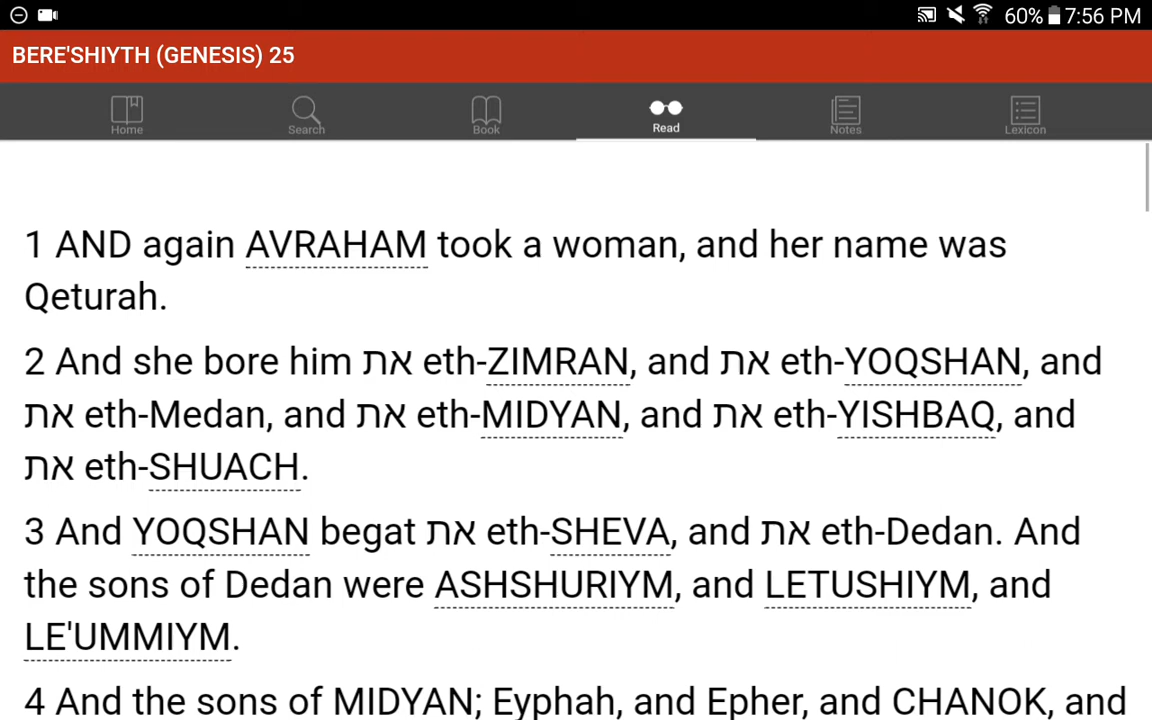 60% 7:56 PM
BERE'SHIYTH (GENESIS) 25
Home Search Book Read Notes Lexicon
1 AND again AVRAHAM took a woman, and her name was
Qeturah.
2 And she bore him את eth-ZIMRAN, and את eth-YOQSHAN, and
את eth-Medan, and את eth-MIDYAN, and את eth-YISHBAQ, and
את eth-SHUACH.
3 And YOQSHAN begat את eth-SHEVA, and את eth-Dedan. And
the sons of Dedan were ASHSHURIYM, and LETUSHIYM, and
LE'UMMIYM.
4 And the sons of MIDYAN; Eyphah, and Epher, and CHANOK, and